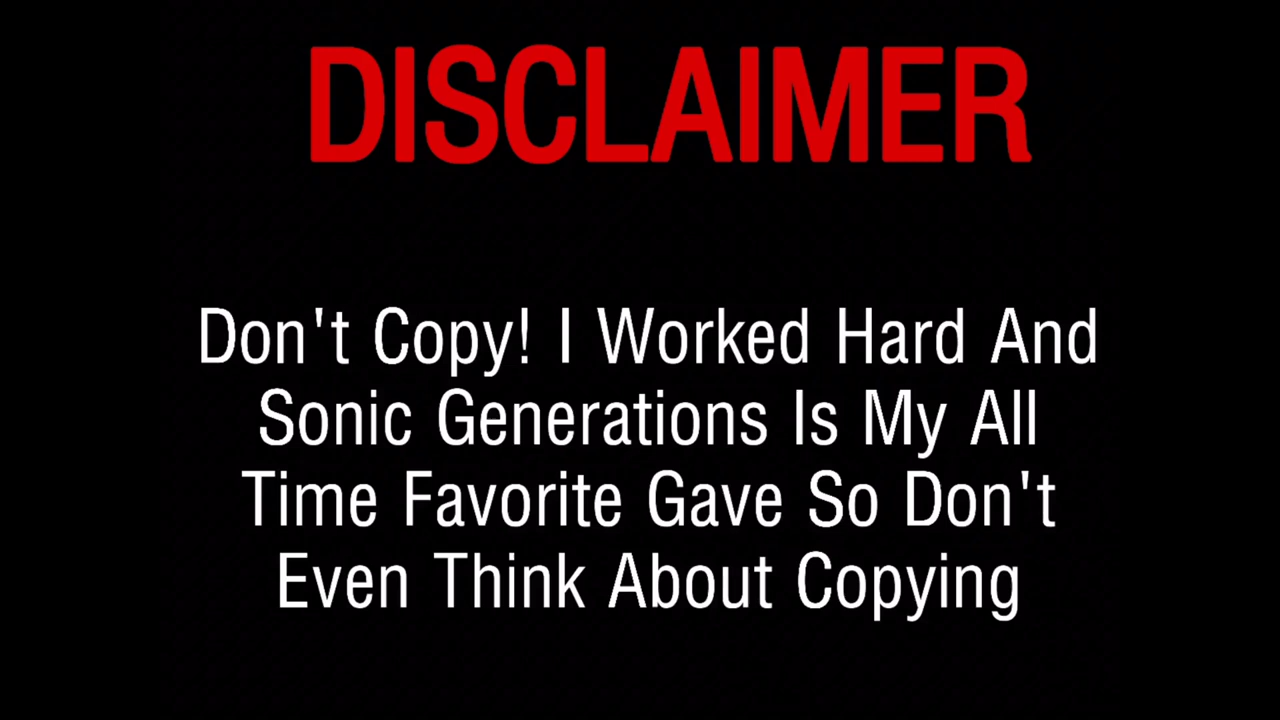 DISCLAIMER
Don't Copy! I Worked Hard And
Sonic Generations Is My All
Time Favorite Gave So Don't
Even Think About Copying